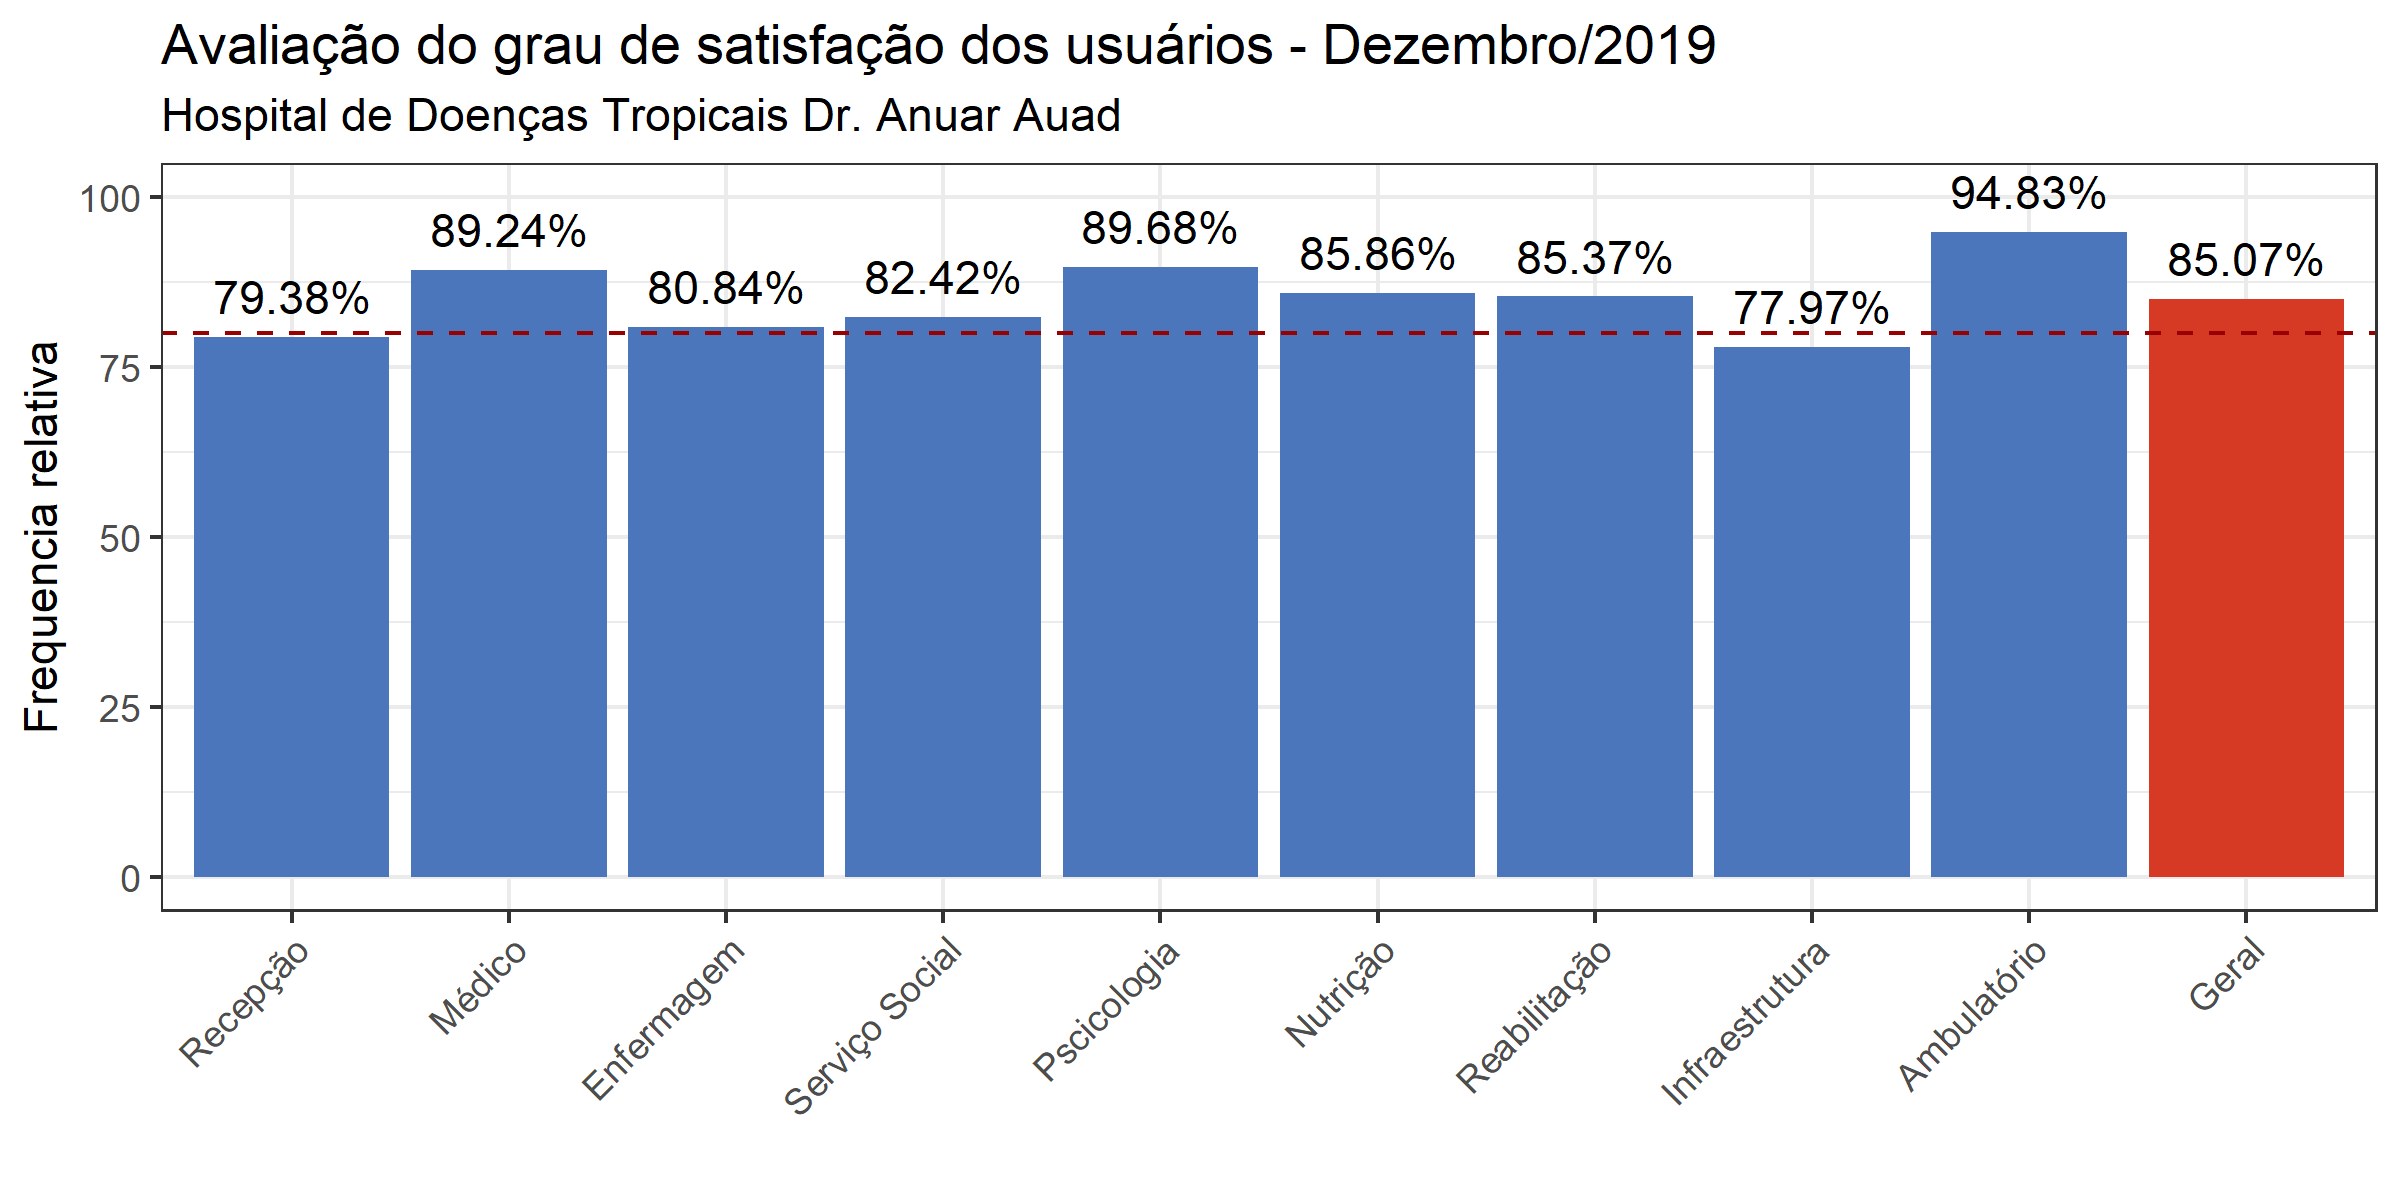 Avaliação do grau de satisfação dos usuários - Dezembro/2019
Hospital de Doenças Tropicais Dr. Anuar Auad
Frequencia relativa
100
75
50
25
0
79.38%
89.24%
80.84%
82.42%
89.68%
85.86%
85.37%
77.97%
94.83%
85.07%
Recepção
Médico
Enfermagem
Serviço Social
Pscicologia
Nutrição
Reabilitação
Infraestrutura
Ambulatório
Geral